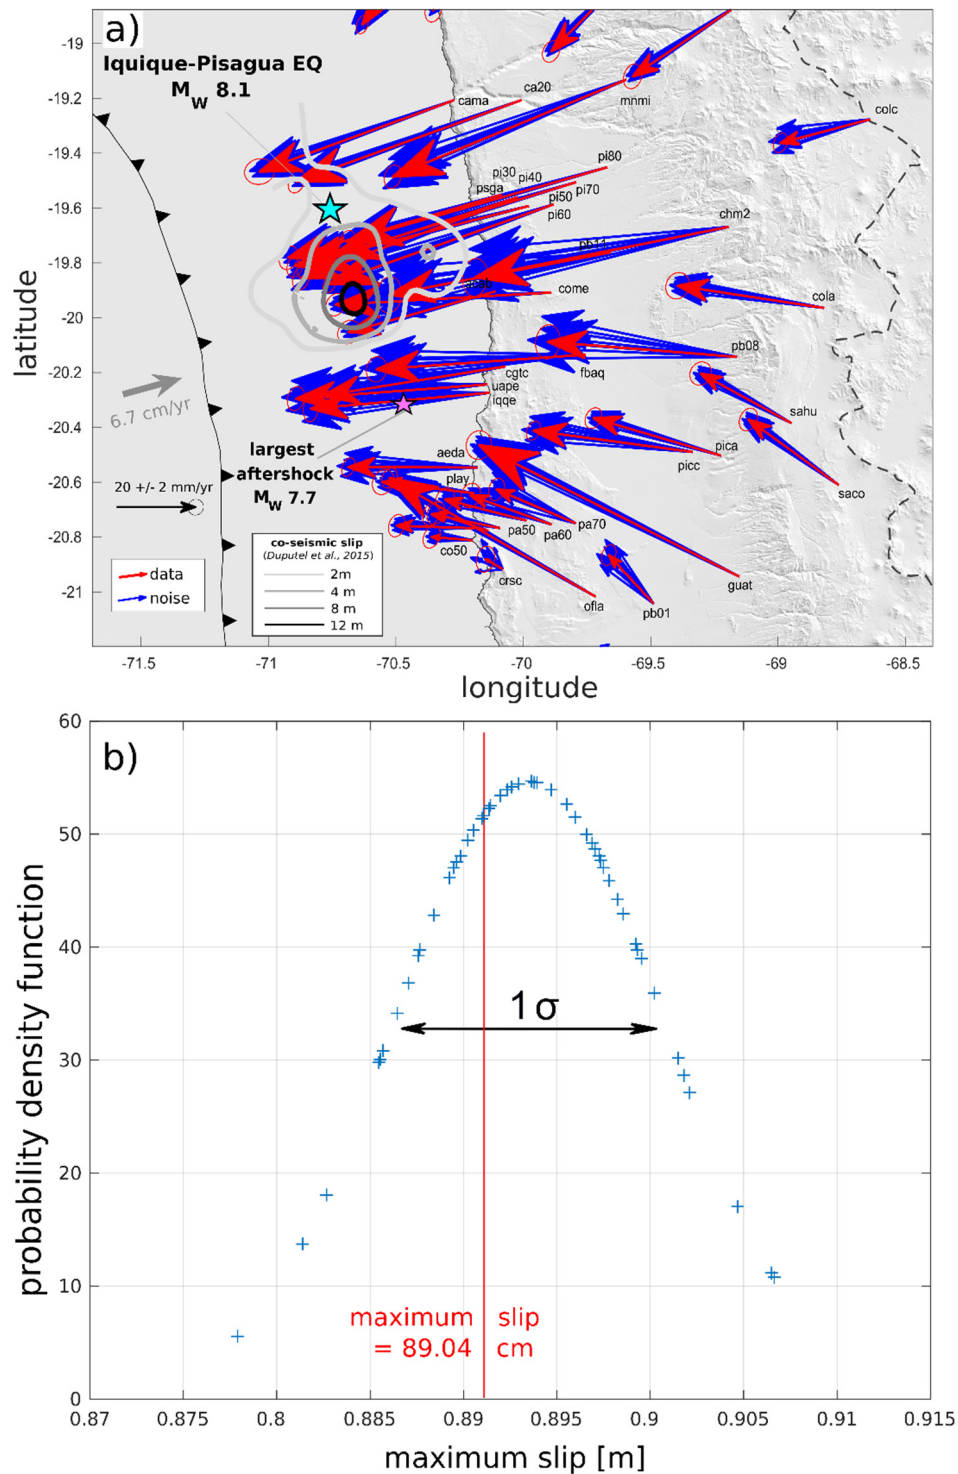 a)
Iquique-Pisagua EQ
MW 8.1
-19
-19.2
-19.4
-19.6
-19.8
-20
-20.2
-20.4
-20.6
-20.8
-21
latitude
cama
ca20
mnmi
colc
pi80
pi30
pi40
pi70
psga
pi50
pi60
chm2
pb11
come
cola
pb08
fbaq
cgtc
uape
iqqe
sahu
pica
picc
saco
aeda
play
pa50
pa60
pa70
co50
crsc
guat
ofla
pb01
6.7 cm/yr
largest
aftershock
MW 7.7
20 +/- 2 mm/yr
data
noise
co-seismic slip
(Duputel et al., 2015)
2m
4 m
8 m
12 m
-71.5 -71 -70.5 -70 -69.5 -69 -68.5
longitude
b)
60
50
40
30
20
10
0
probability density function
1σ
maximum slip
= 89.04 cm
0.87 0.875 0.8 0.885 0.89 0.895 0.9 0.905 0.91 0.915
maximum slip [m]